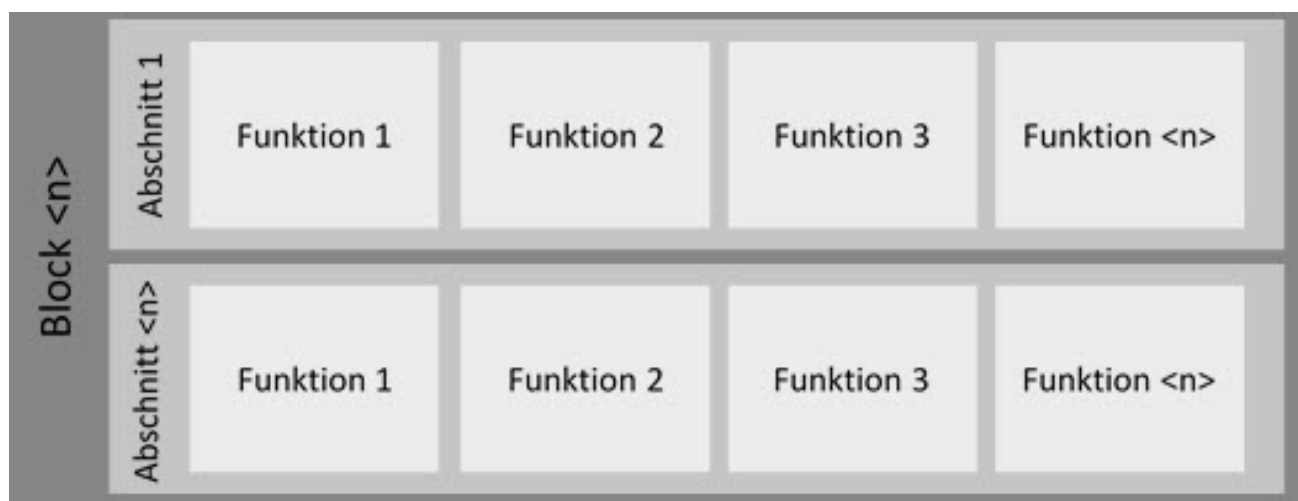 Block <n>
Abschnitt 1
Funktion 1
Funktion 2
Funktion 3
Funktion <n>
Abschnitt <n>
Funktion 1
Funktion 2
Funktion 3
Funktion <n>